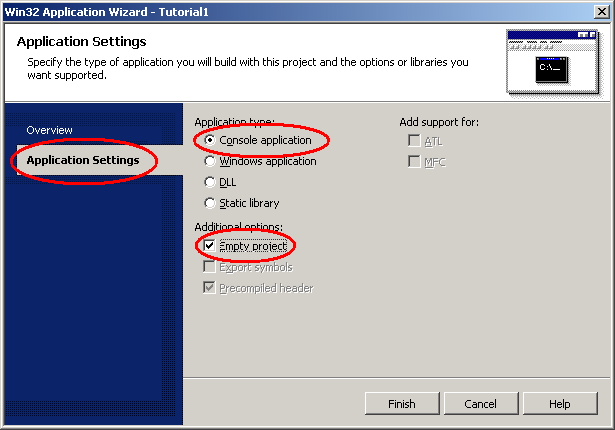 Win32 Application Wizard - Tutorial1
Application Settings
Specify the type of application you will build with this project and the options or libraries you
want supported.
C:\
Overview
Application Settings
Application type:
Console application
Windows application
DLL
Static library
Additional options:
Empty project
Export symbols
Precompiled header
Add support for:
ATL
MFC
Finish
Cancel
Help